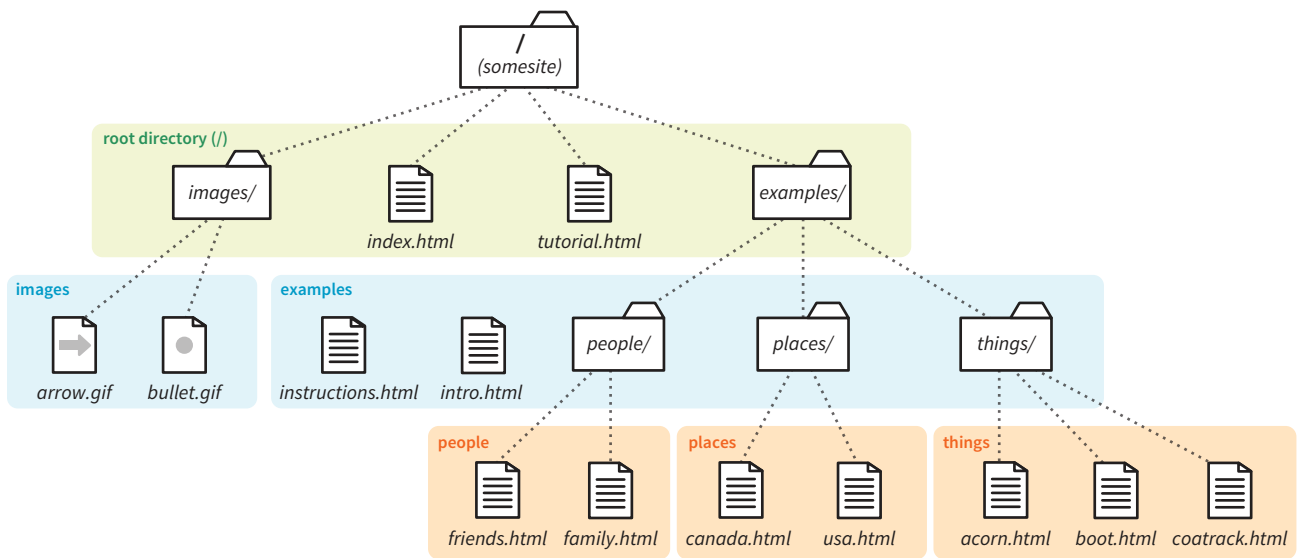 /
(somesite)
root directory (/)
images/
index.html
tutorial.html
examples/
images
arrow.gif
bullet.gif
examples
instructions.html
intro.html
people/
places/
things/
people
friends.html
family.html
places
canada.html
usa.html
things
acorn.html
boot.html
coatrack.html